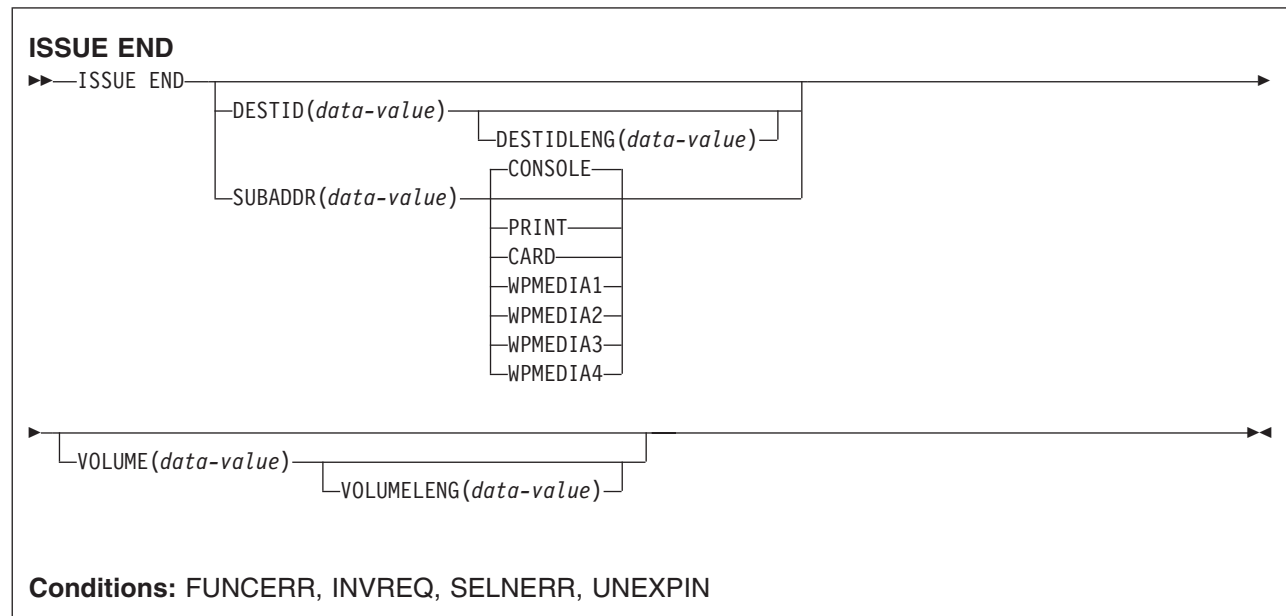 ISSUE END
ISSUE END
DESTID(data-value)
DESTIDLENG(data-value)
CONSOLE
SUBADDR(data-value)
PRINT
CARD
WPMEDIA1
WPMEDIA2
WPMEDIA3
WPMEDIA4
VOLUME(data-value)
VOLUMELENG(data-value)
Conditions: FUNCERR, INVREQ, SELNERR, UNEXPIN